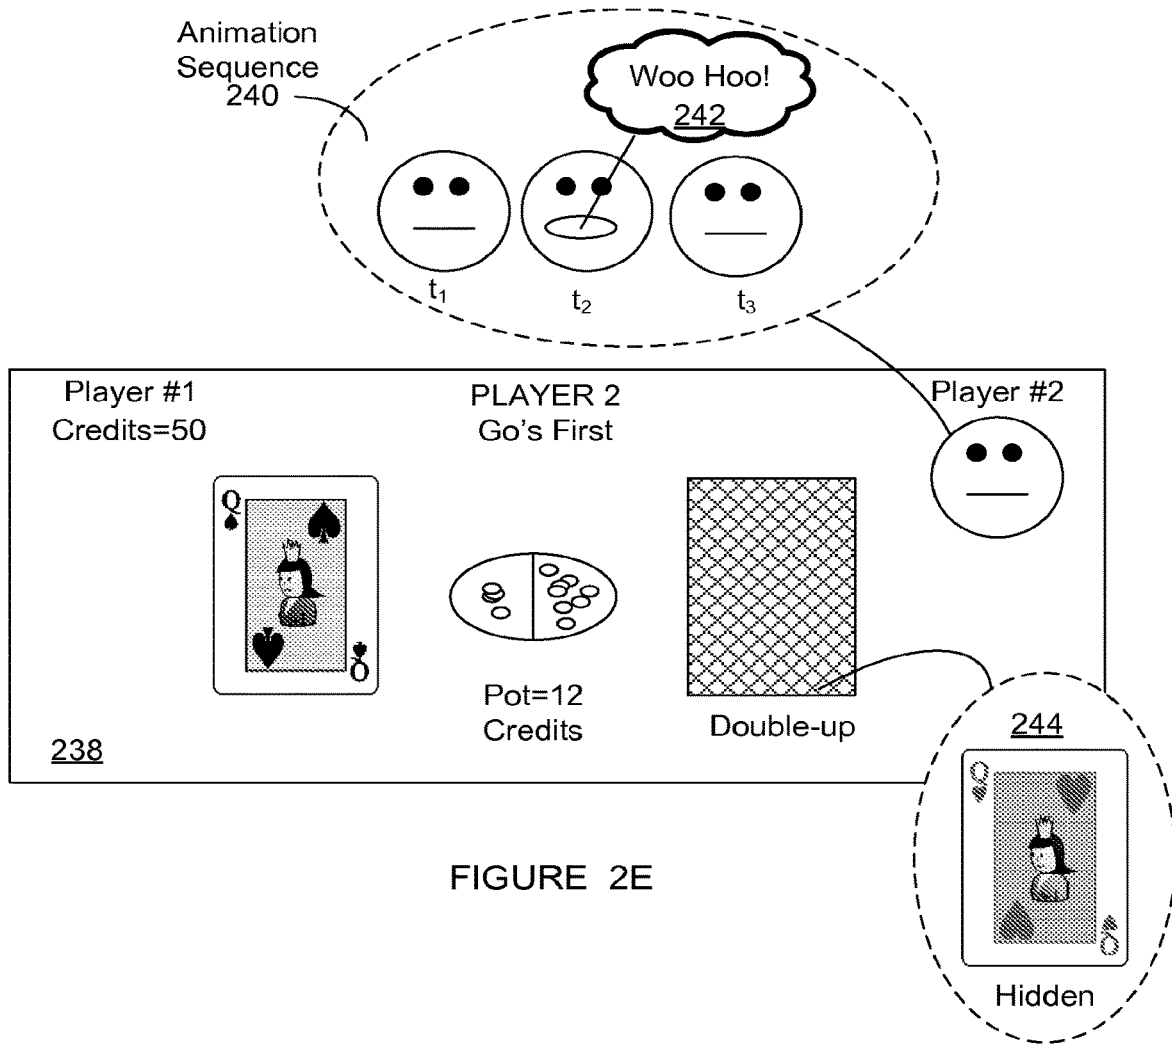 Animation
Sequence
240
Woo Hoo!
242
t1
t2
t3
Player #1
Credits=50
PLAYER 2
Go's First
Player #2
Q
Q
Pot=12
Credits
Double-up
238
244
Q
Q
Hidden
FIGURE 2E